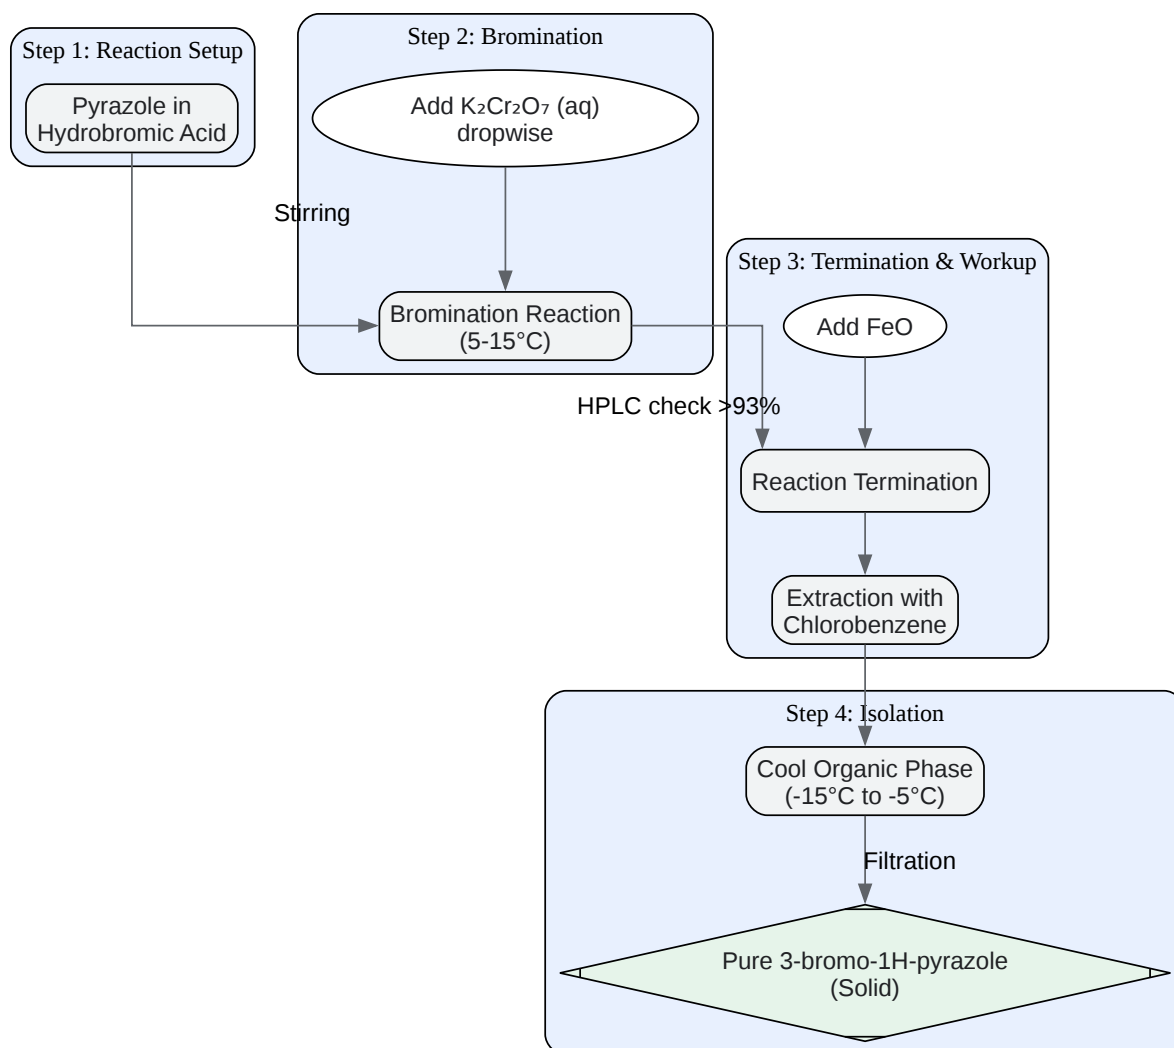 Step 1: Reaction Setup
Pyrazole in
Hydrobromic Acid
Step 2: Bromination
Add K₂Cr₂O₇ (aq)
dropwise
Stirring
Bromination Reaction
(5-15°C)
HPLC check >93%
Step 3: Termination & Workup
Add FeO
Reaction Termination
Extraction with
Chlorobenzene
Step 4: Isolation
Cool Organic Phase
(-15°C to -5°C)
Filtration
Pure 3-bromo-1H-pyrazole
(Solid)